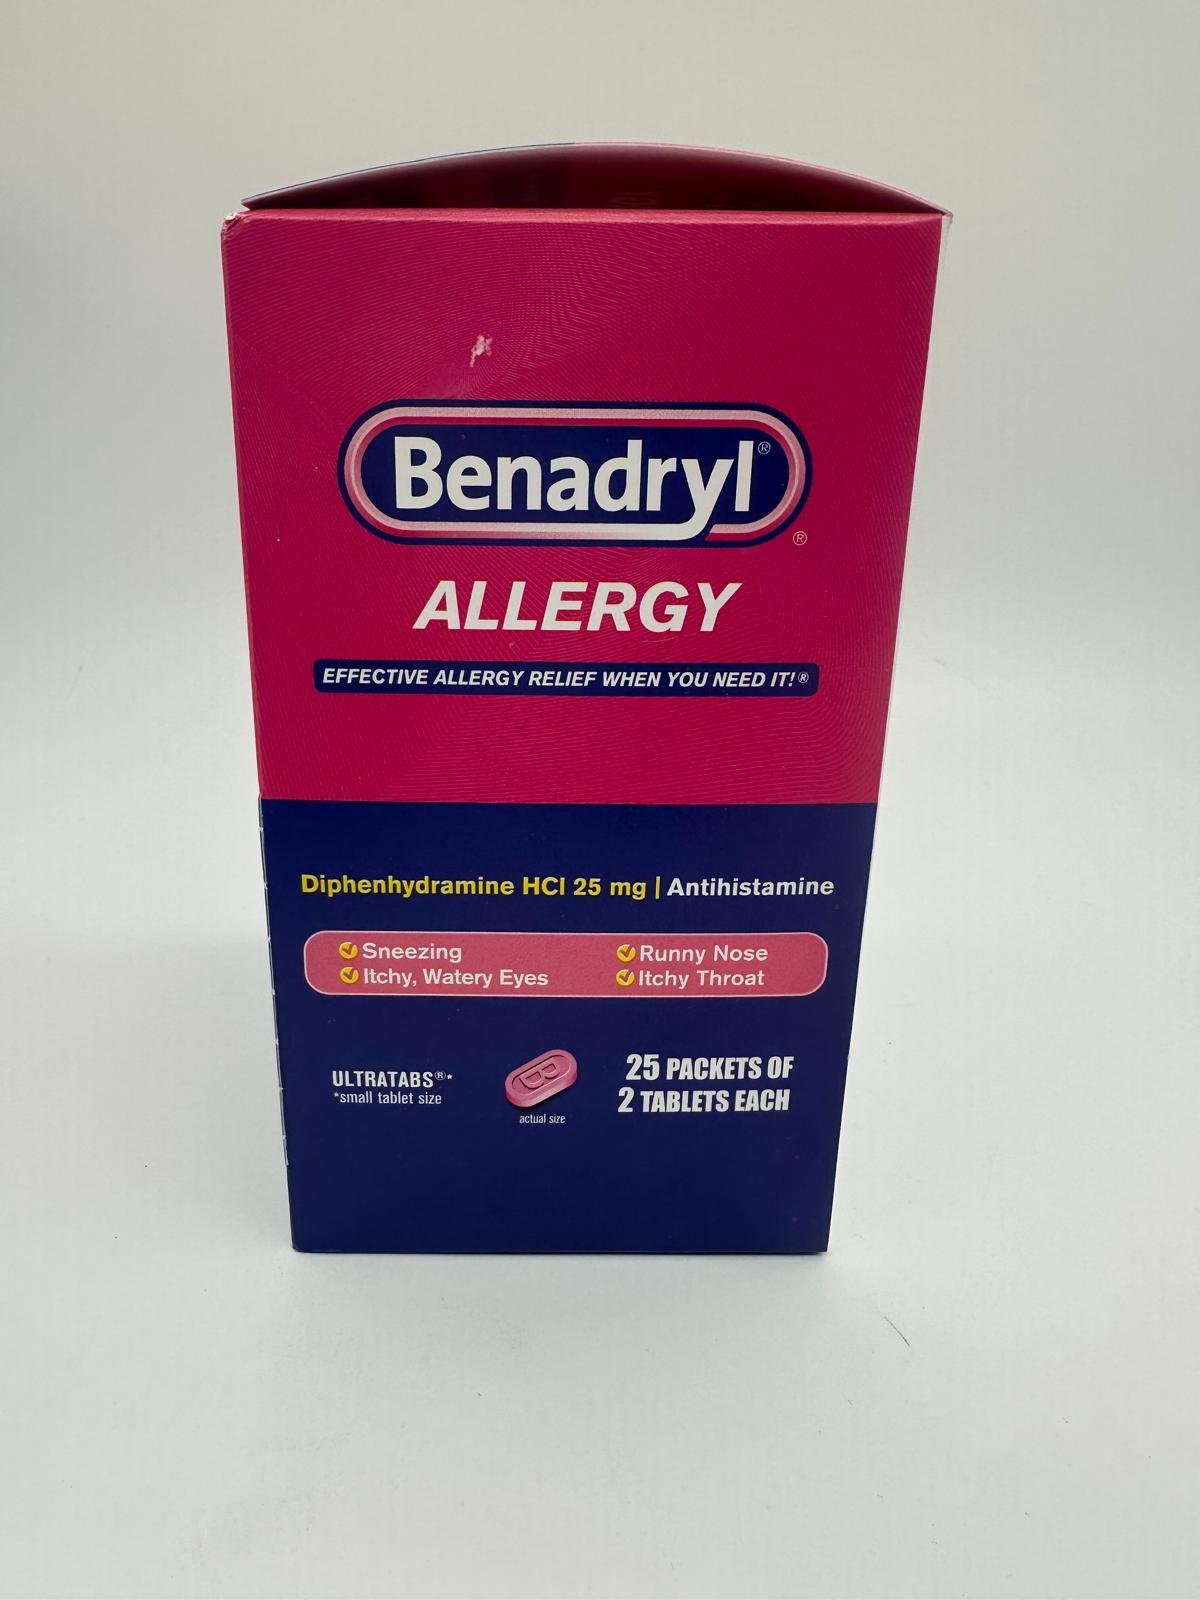 Benadryl®
®
ALLERGY
EFFECTIVE ALLERGY RELIEF WHEN YOU NEED IT!®
Diphenhydramine HCl 25 mg | Antihistamine
Sneezing
Runny Nose
Itchy, Watery Eyes
Itchy Throat
ULTRATABS®*
*small tablet size
B
actual size
25 PACKETS OF
2 TABLETS EACH